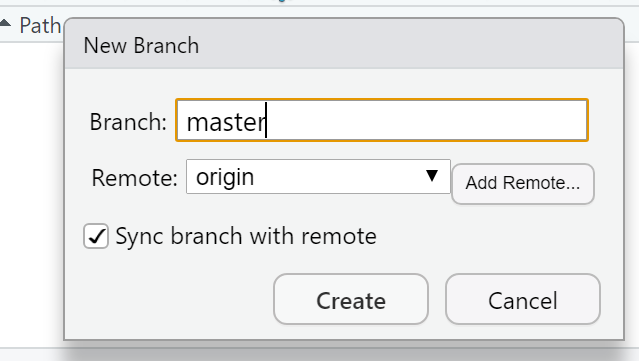 Path
New Branch
Branch: master
Remote: origin Add Remote...
Sync branch with remote
Create Cancel